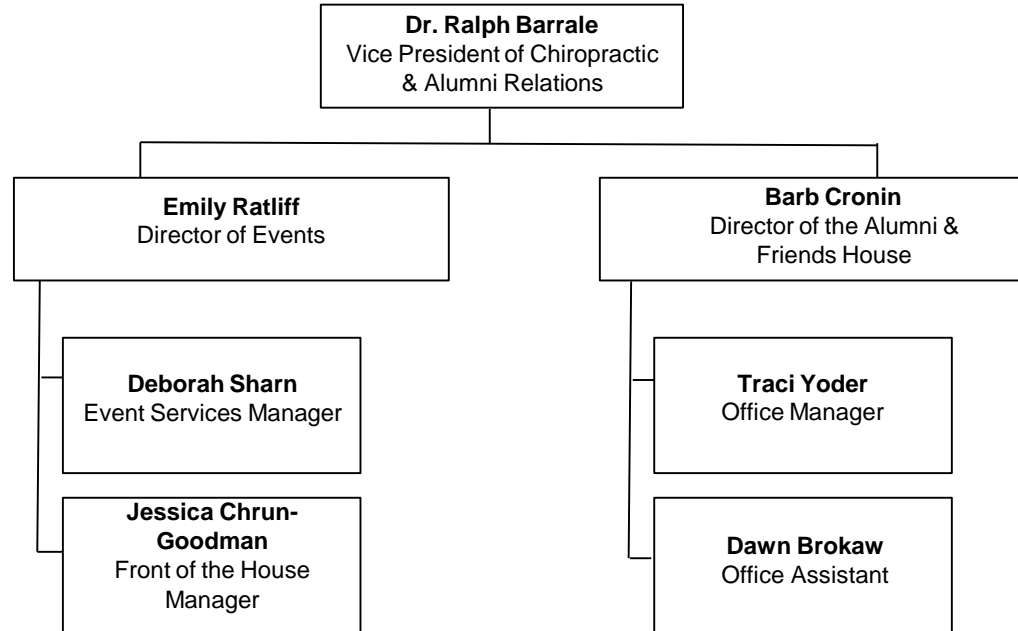 Dr. Ralph Barrale
Vice President of Chiropractic
& Alumni Relations
Emily Ratliff
Director of Events
Barb Cronin
Director of the Alumni &
Friends House
Deborah Sharn
Event Services Manager
Traci Yoder
Office Manager
Jessica Chrun-
Goodman
Front of the House
Manager
Dawn Brokaw
Office Assistant